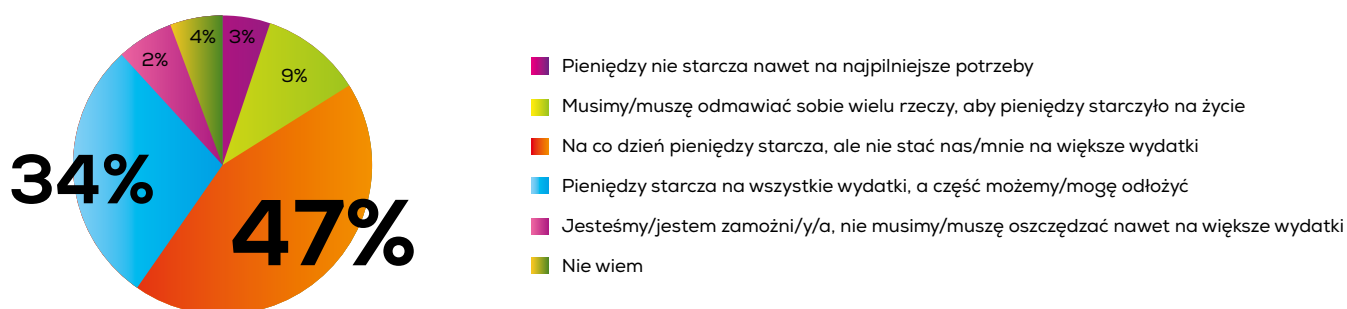 4%
3%
2%
9%
34%
47%
Pieniędzy nie starcza nawet na najpilniejsze potrzeby
Musimy/muszę odmawiać sobie wielu rzeczy, aby pieniędzy starczyło na życie
Na co dzień pieniędzy starcza, ale nie stać nas/mnie na większe wydatki
Pieniędzy starcza na wszystkie wydatki, a część możemy/mogę odłożyć
Jesteśmy/jestem zamożni/y/a, nie musimy/muszę oszczędzać nawet na większe wydatki
Nie wiem